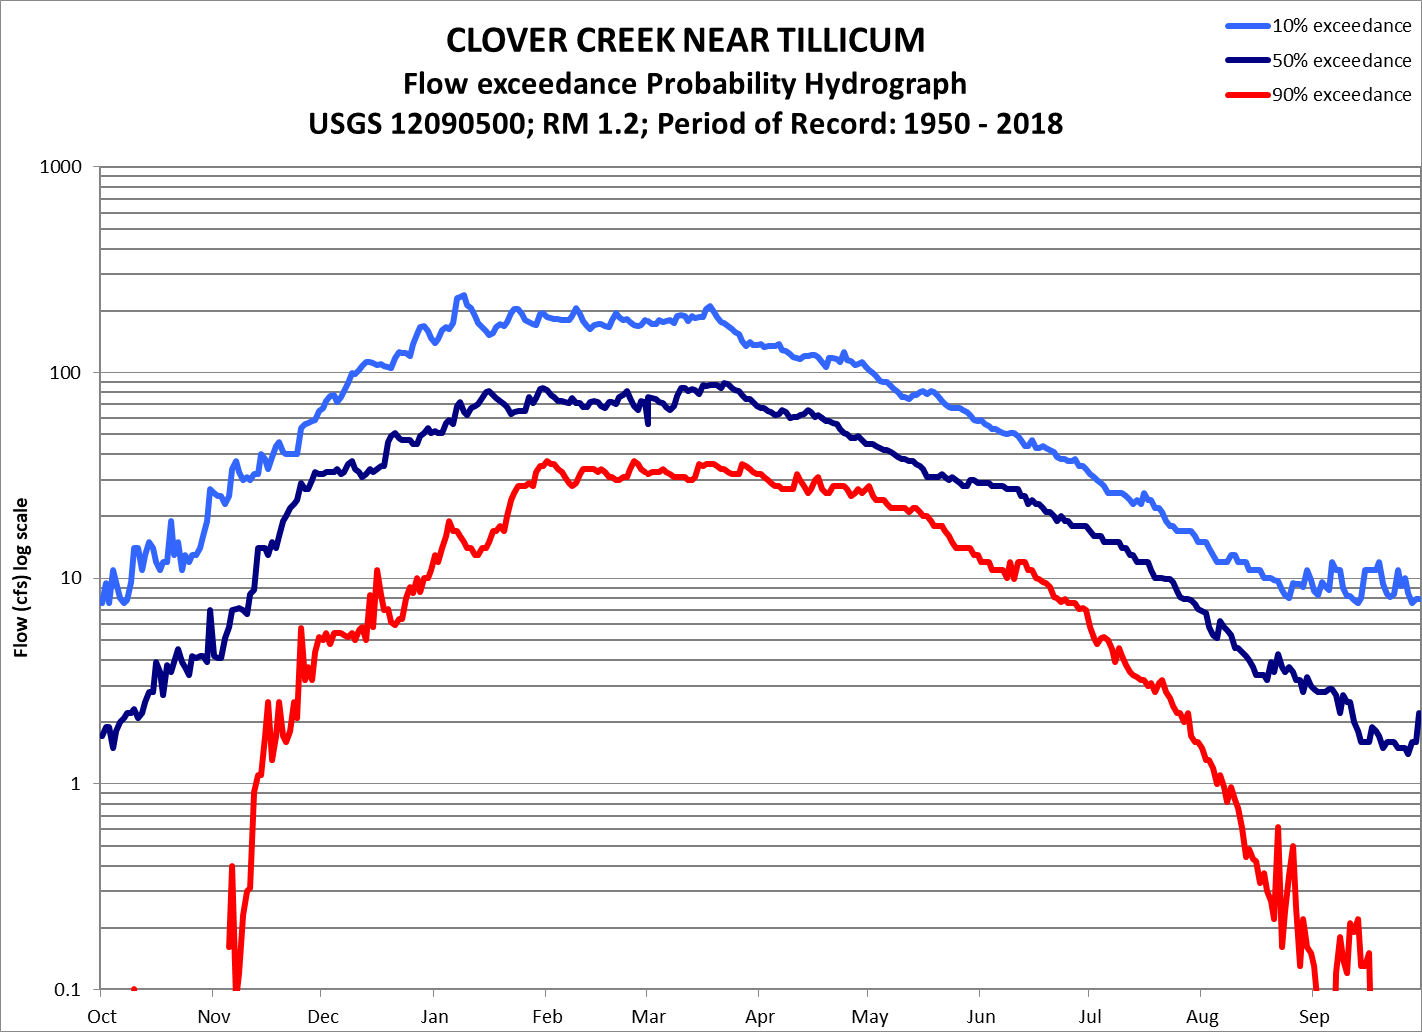 CLOVER CREEK NEAR TILLICUM
Flow exceedance Probability Hydrograph
USGS 12090500; RM 1.2; Period of Record: 1950 - 2018
10% exceedance
50% exceedance
90% exceedance
Flow (cfs) log scale
1000
100
10
1
0.1
Oct Nov Dec Jan Feb Mar Apr May Jun Jul Aug Sep